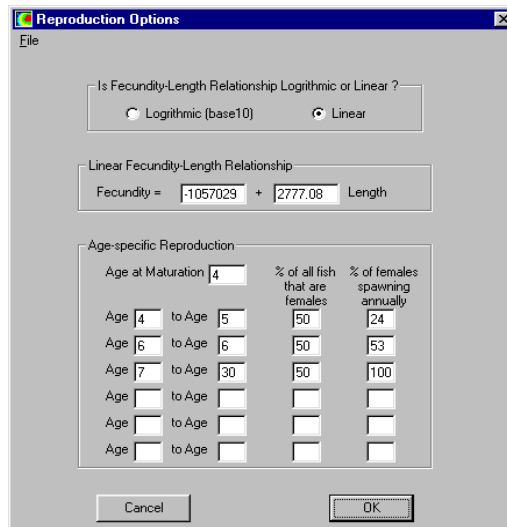 Reproduction Options
File
Is Fecundity-Length Relationship Logrithmic or Linear ?
Logrithmic (base10) Linear
Linear Fecundity-Length Relationship
Fecundity = -1057029 + 2777.08 Length
Age-specific Reproduction
Age at Maturation 4
% of all fish that are females
% of females spawning annually
Age 4 to Age 5 50 24
Age 6 to Age 6 50 53
Age 7 to Age 30 50 100
Age to Age
Age to Age
Age to Age
Cancel OK